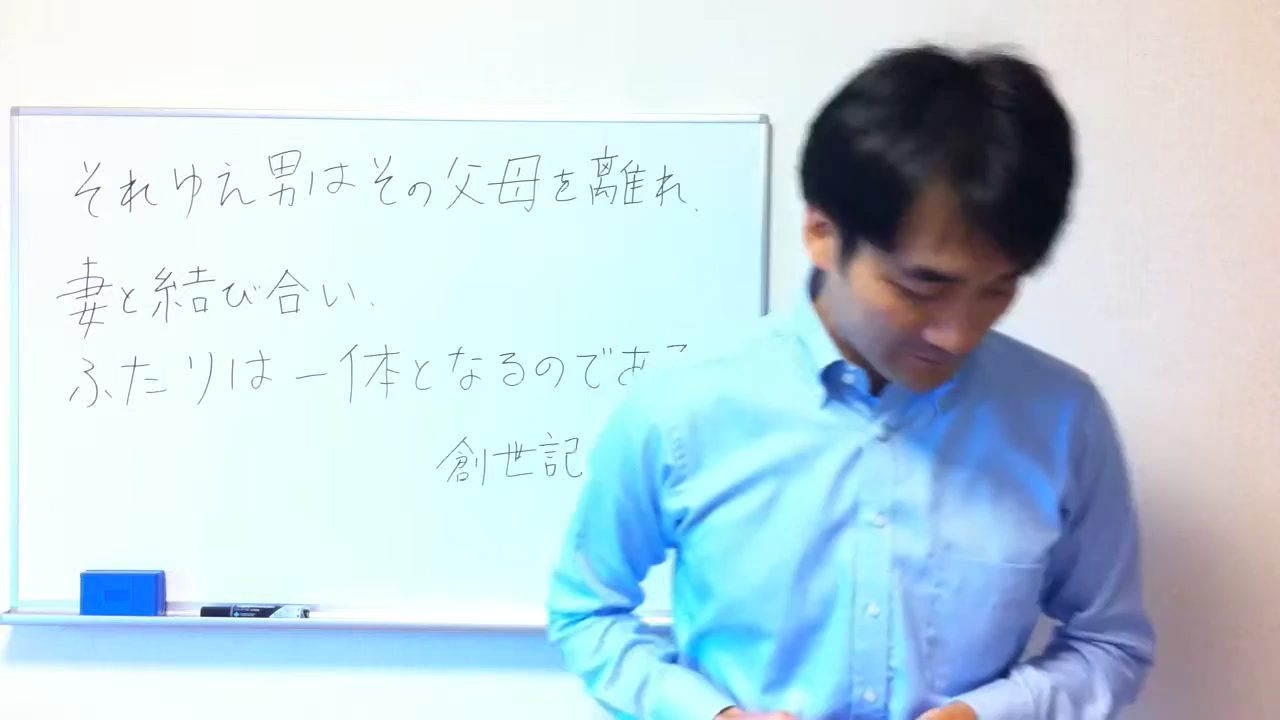 それゆえ男はその父母を離れ、
妻と結び合い、
ふたりは一体となるのであ
創世記